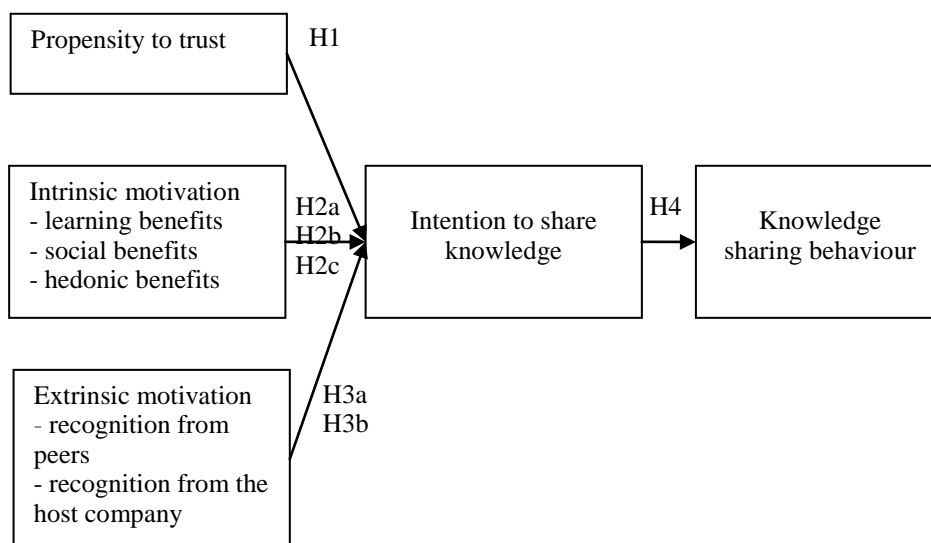 Propensity to trust
H1
Intrinsic motivation
- learning benefits
- social benefits
- hedonic benefits
H2a
H2b
H2c
Intention to share
knowledge
H4
Knowledge
sharing behaviour
Extrinsic motivation
- recognition from
peers
- recognition from the
host company
H3a
H3b